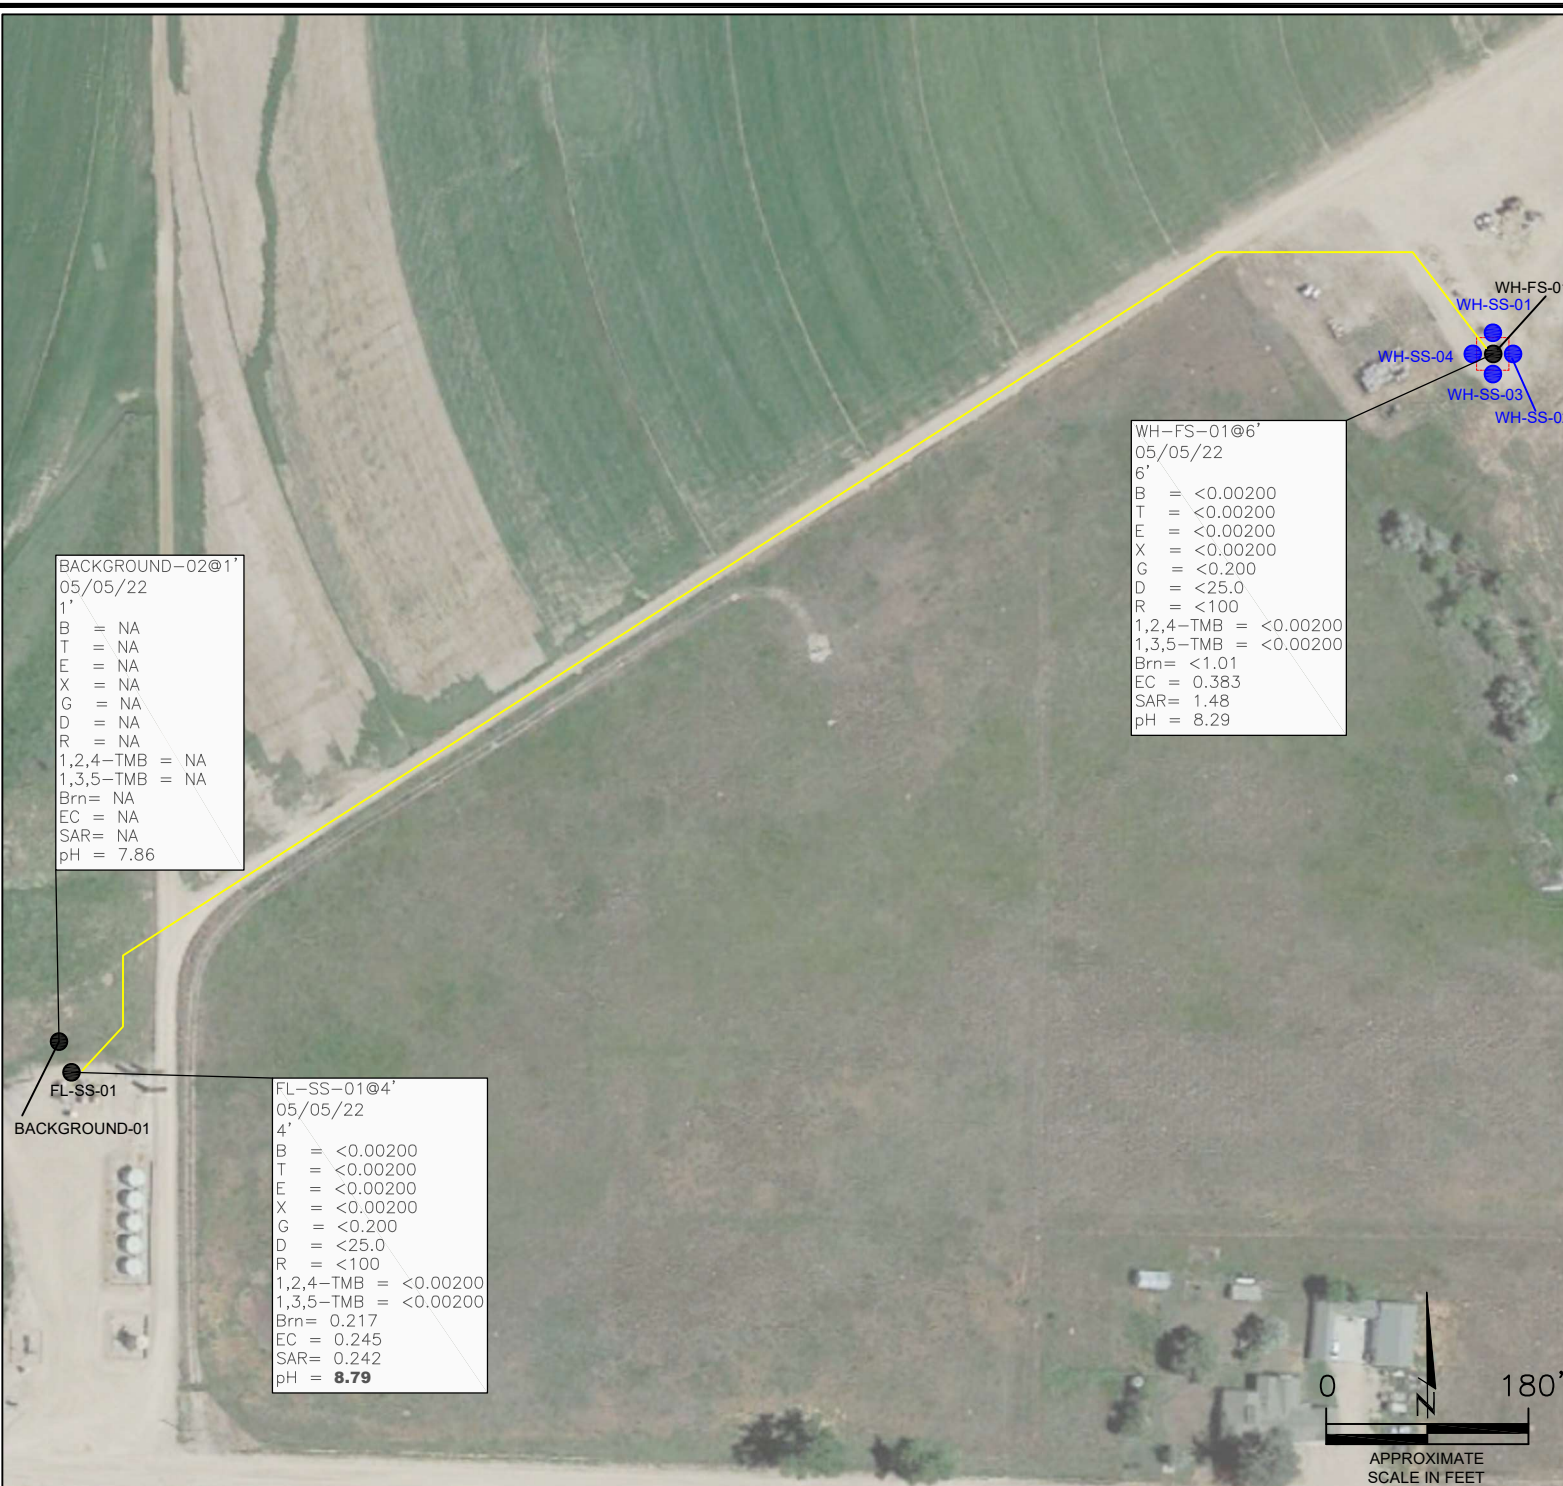 WH-FS-0
WH-SS-01
WH-SS-04
WH-SS-03
WH-SS-0
WH-FS-01@6'
05/05/22
6'
B = <0.00200
T = <0.00200
E = <0.00200
X = <0.00200
G = <0.200
D = <25.0
R = <100
1,2,4-TMB = <0.00200
1,3,5-TMB = <0.00200
Brn= <1.01
EC = 0.383
SAR= 1.48
pH = 8.29
BACKGROUND-02@1'
05/05/22
1'
B = NA
T = NA
E = NA
X = NA
G = NA
D = NA
R = NA
1,2,4-TMB = NA
1,3,5-TMB = NA
Brn= NA
EC = NA
SAR= NA
pH = 7.86
FL-SS-01
BACKGROUND-01
FL-SS-01@4'
05/05/22
4'
B = <0.00200
T = <0.00200
E = <0.00200
X = <0.00200
G = <0.200
D = <25.0
R = <100
1,2,4-TMB = <0.00200
1,3,5-TMB = <0.00200
Brn= 0.217
EC = 0.245
SAR= 0.242
pH = 8.79
N
0 180'
APPROXIMATE
SCALE IN FEET